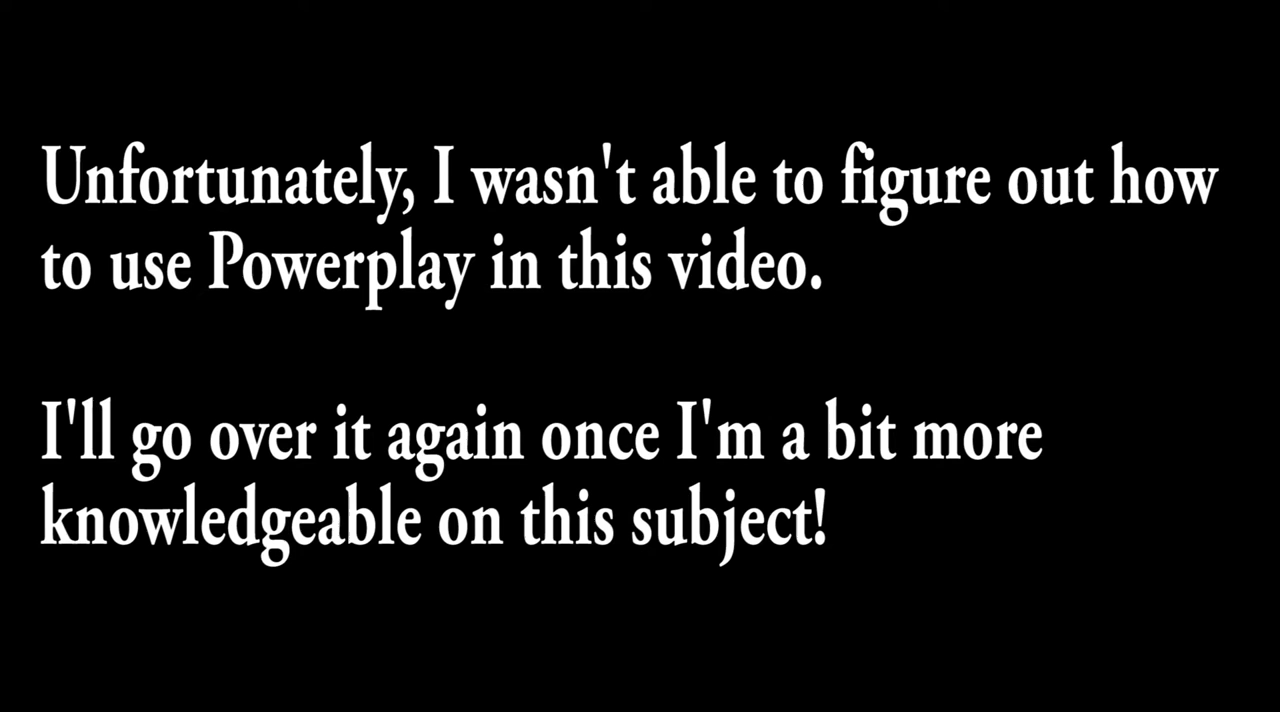 Unfortunately, I wasn't able to figure out how
to use Powerplay in this video.
I'll go over it again once I'm a bit more
knowledgeable on this subject!